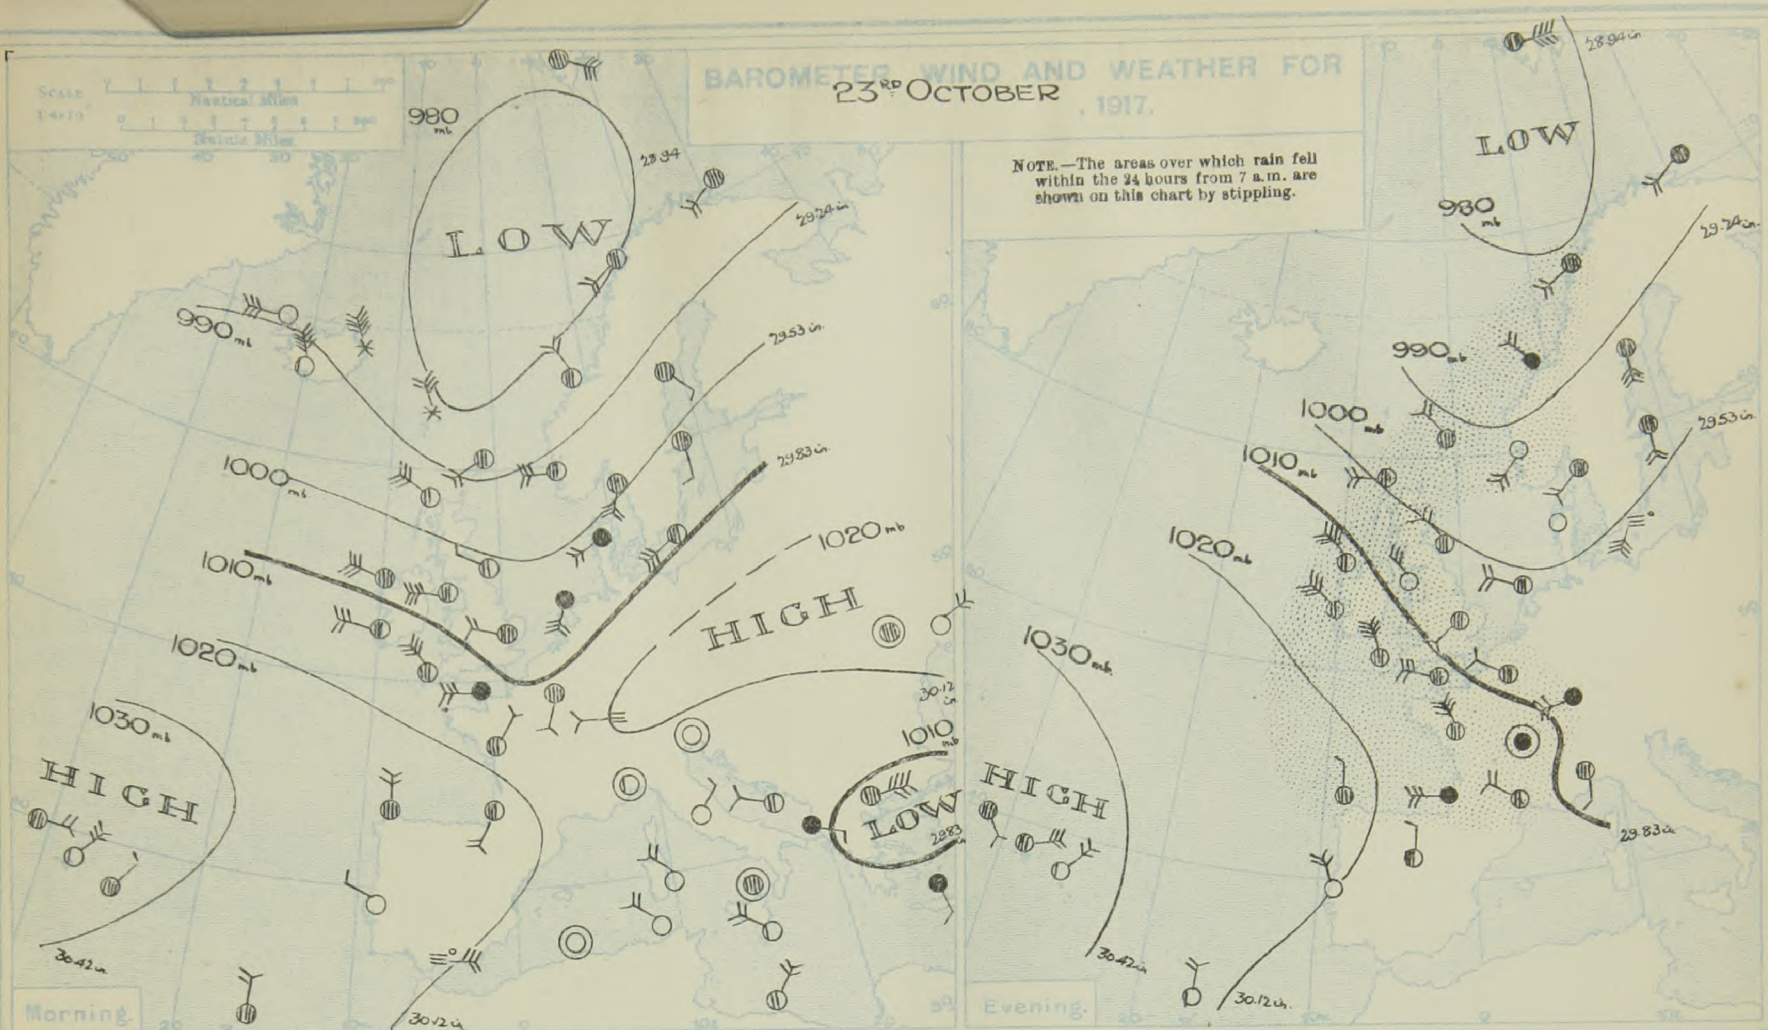 SCALE
Nautical Miles
Statute Miles
BAROMETER, WIND AND WEATHER FOR
23RD OCTOBER
, 1917.
NOTE.—The areas over which rain fell
within the 24 hours from 7 a.m. are
shown on this chart by stippling.
980
mb
28.94
LOW
29.24 in.
990 mb
29.53 in.
1000 mb
29.83 in.
1010 mb
1020 mb
HIGH
1020 mb
30.12
in
1030 mb
HIGH
1010
mb
LOW
29.83
30.42 in.
30.12 in
Morning.
28.94 in
LOW
980
mb
29.24 in.
990 mb
1000 mb
29.53 in.
1010 mb
1020 mb
1030 mb.
HIGH
29.83 in
30.42 in
30.12 in.
Evening.